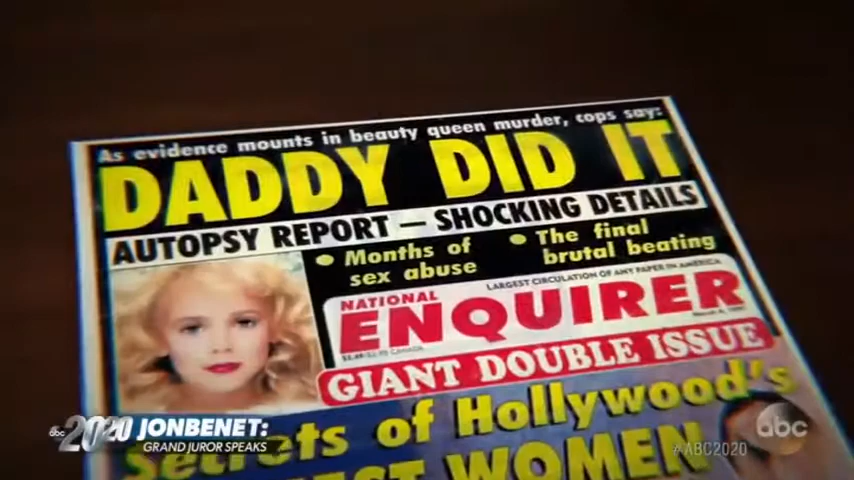 As evidence mounts in beauty queen murder, cops say:
DADDY DID IT
AUTOPSY REPORT — SHOCKING DETAILS
• Months of sex abuse
• The final brutal beating
LARGEST CIRCULATION OF ANY PAPER IN AMERICA
NATIONAL
ENQUIRER
GIANT DOUBLE ISSUE
Secrets of Hollywood's
WOMEN
abc 2020 JONBENET:
GRAND JUROR SPEAKS
abc
#ABC2020